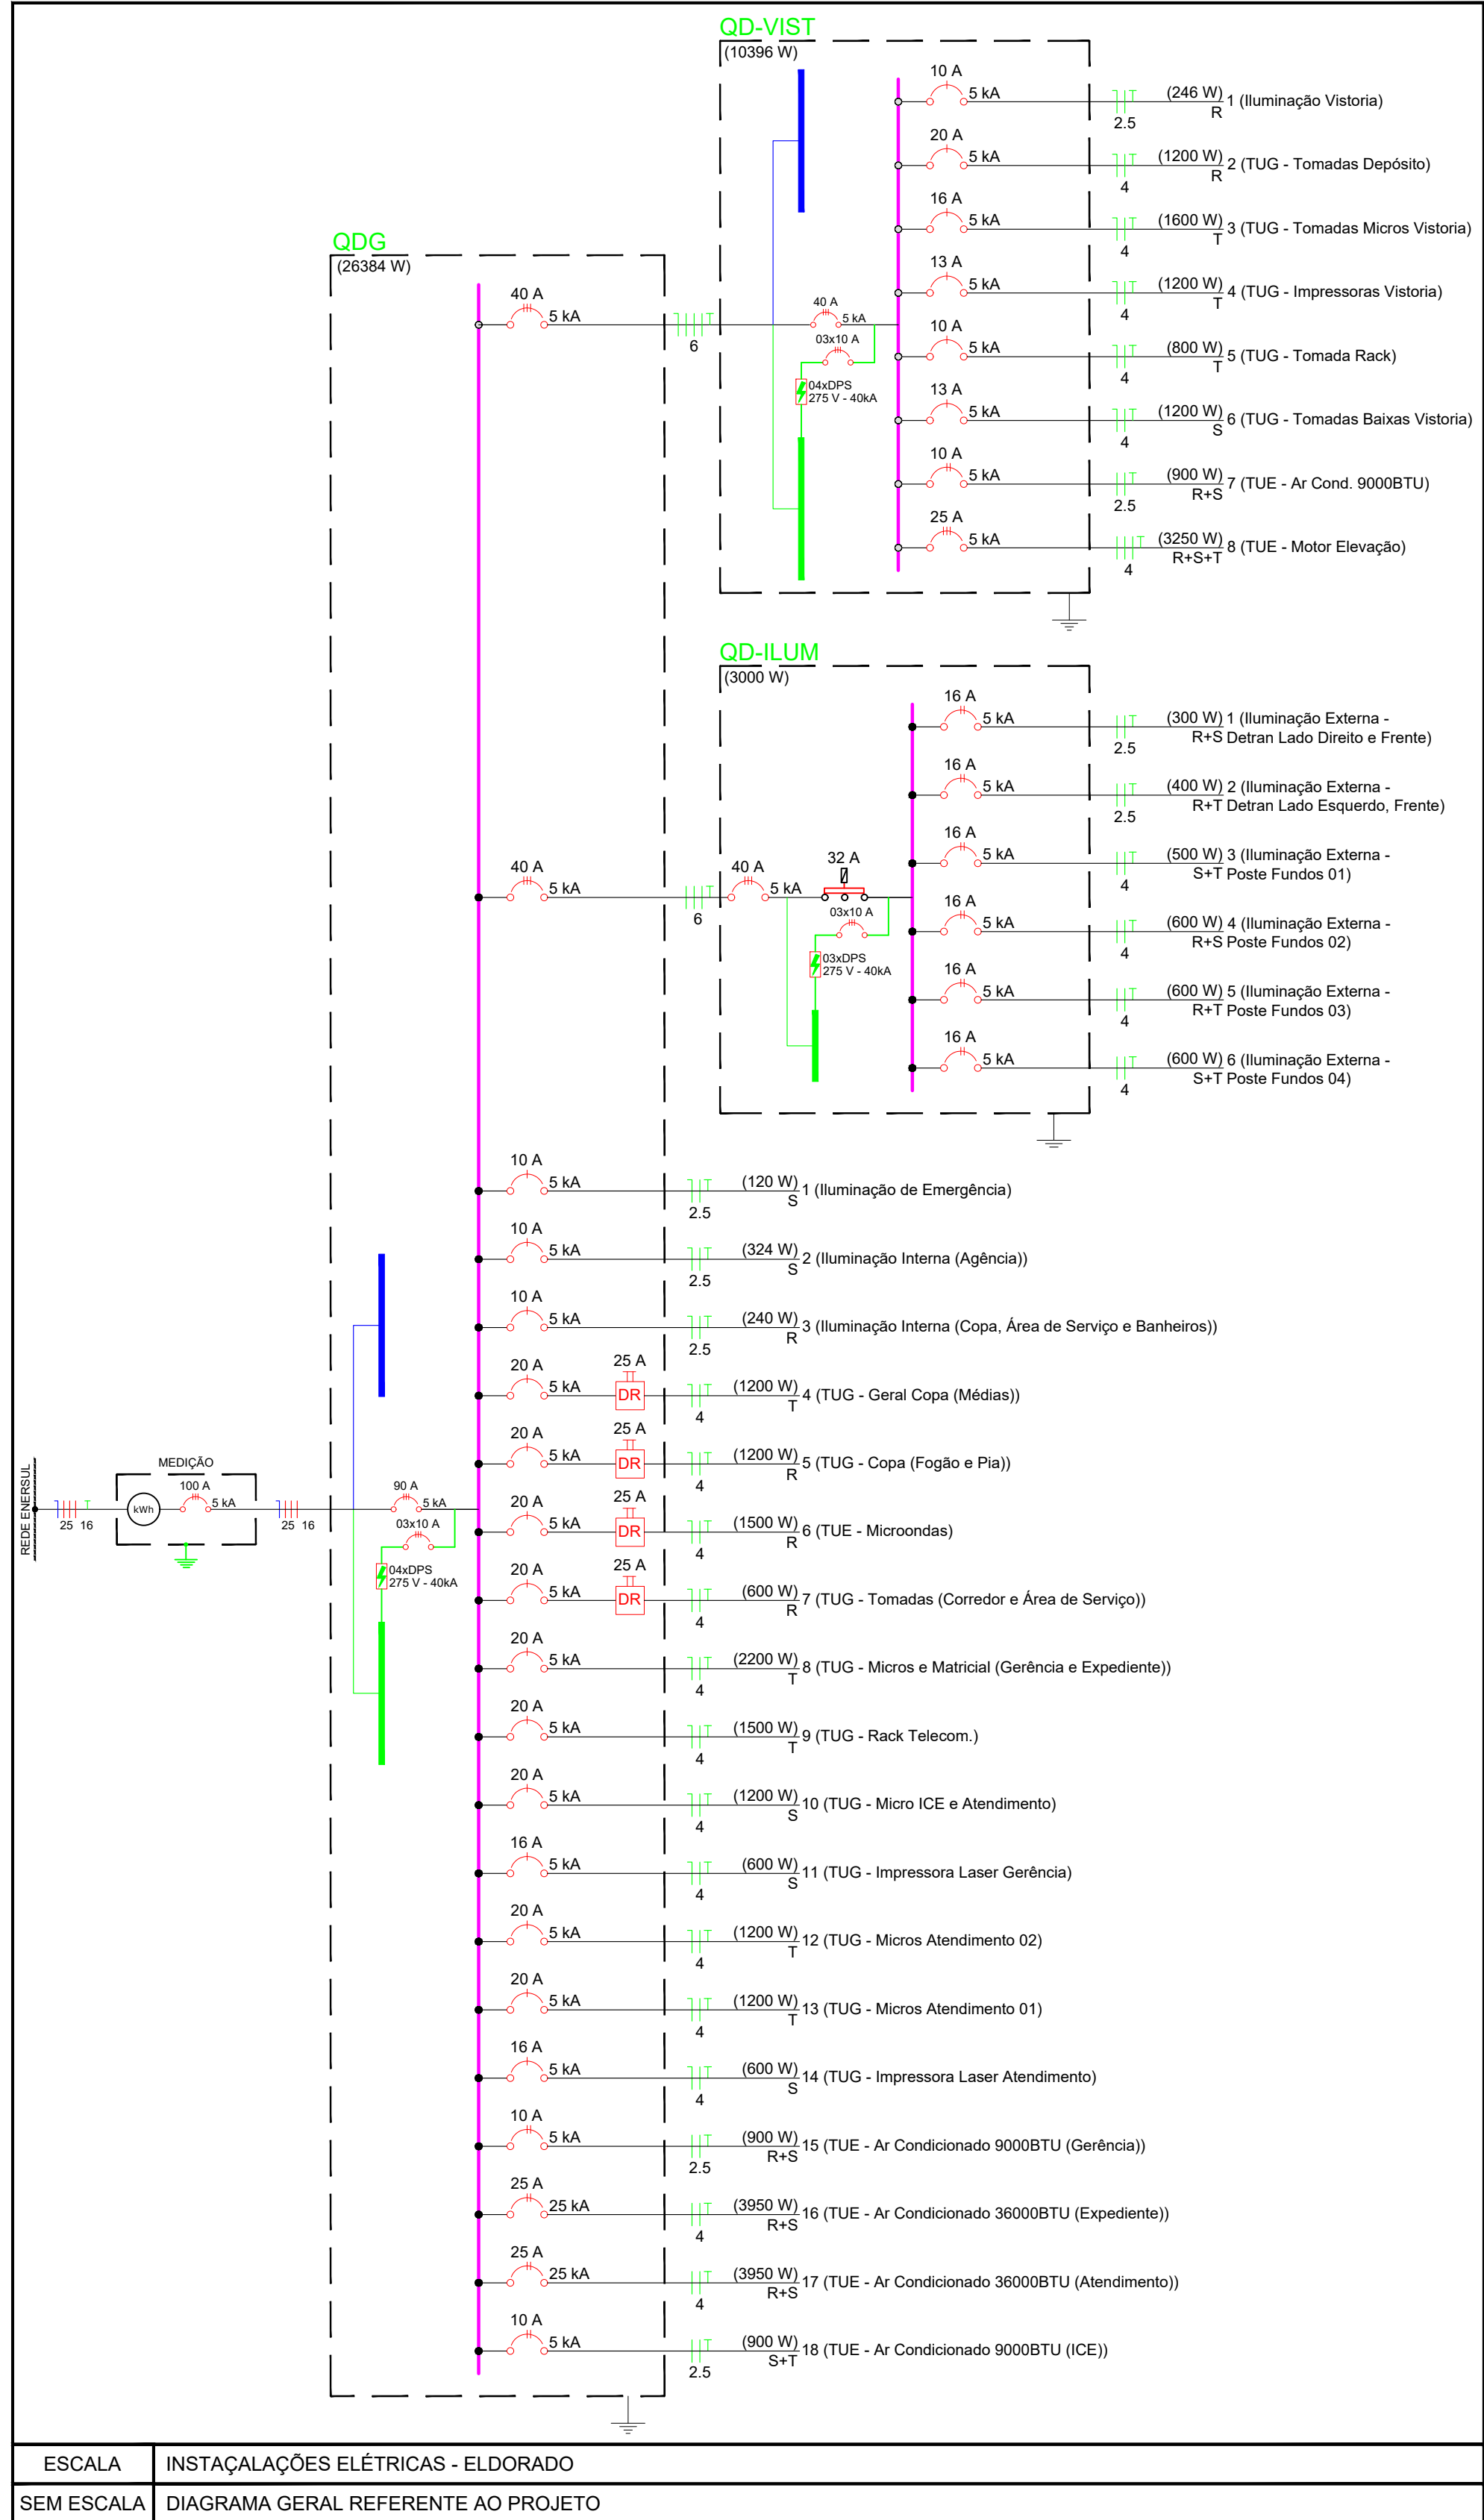 QD-VIST
(10396 W)
10 A
5 kA
2.5
(246 W)
R
1 (Iluminação Vistoria)
20 A
5 kA
4
(1200 W)
R
2 (TUG - Tomadas Depósito)
16 A
5 kA
4
(1600 W)
T
3 (TUG - Tomadas Micros Vistoria)
13 A
5 kA
4
(1200 W)
T
4 (TUG - Impressoras Vistoria)
10 A
5 kA
4
(800 W)
T
5 (TUG - Tomada Rack)
13 A
5 kA
4
(1200 W)
S
6 (TUG - Tomadas Baixas Vistoria)
10 A
5 kA
2.5
(900 W)
R+S
7 (TUE - Ar Cond. 9000BTU)
25 A
5 kA
4
(3250 W)
R+S+T
8 (TUE - Motor Elevação)
40 A
5 kA
03x10 A
04xDPS
275 V - 40kA
QDG
(26384 W)
40 A
5 kA
6
QD-ILUM
(3000 W)
16 A
5 kA
2.5
(300 W)
R+S
1 (Iluminação Externa -
Detran Lado Direito e Frente)
16 A
5 kA
2.5
(400 W)
R+T
2 (Iluminação Externa -
Detran Lado Esquerdo, Frente)
16 A
5 kA
4
(500 W)
S+T
3 (Iluminação Externa -
Poste Fundos 01)
16 A
5 kA
4
(600 W)
R+S
4 (Iluminação Externa -
Poste Fundos 02)
16 A
5 kA
4
(600 W)
R+T
5 (Iluminação Externa -
Poste Fundos 03)
16 A
5 kA
4
(600 W)
S+T
6 (Iluminação Externa -
Poste Fundos 04)
40 A
5 kA
6
40 A
5 kA
32 A
03x10 A
03xDPS
275 V - 40kA
10 A
5 kA
2.5
(120 W)
S
1 (Iluminação de Emergência)
10 A
5 kA
2.5
(324 W)
S
2 (Iluminação Interna (Agência))
10 A
5 kA
2.5
(240 W)
R
3 (Iluminação Interna (Copa, Área de Serviço e Banheiros))
20 A
5 kA
25 A
DR
4
(1200 W)
T
4 (TUG - Geral Copa (Médias))
20 A
5 kA
25 A
DR
4
(1200 W)
R
5 (TUG - Copa (Fogão e Pia))
20 A
5 kA
25 A
DR
4
(1500 W)
R
6 (TUE - Microondas)
20 A
5 kA
25 A
DR
4
(600 W)
R
7 (TUG - Tomadas (Corredor e Área de Serviço))
REDE ENERSUL
25 16
MEDIÇÃO
kWh
100 A
5 kA
25 16
90 A
5 kA
03x10 A
04xDPS
275 V - 40kA
20 A
5 kA
4
(2200 W)
T
8 (TUG - Micros e Matricial (Gerência e Expediente))
20 A
5 kA
4
(1500 W)
T
9 (TUG - Rack Telecom.)
20 A
5 kA
4
(1200 W)
S
10 (TUG - Micro ICE e Atendimento)
16 A
5 kA
4
(600 W)
S
11 (TUG - Impressora Laser Gerência)
20 A
5 kA
4
(1200 W)
T
12 (TUG - Micros Atendimento 02)
20 A
5 kA
4
(1200 W)
T
13 (TUG - Micros Atendimento 01)
16 A
5 kA
4
(600 W)
S
14 (TUG - Impressora Laser Atendimento)
10 A
5 kA
2.5
(900 W)
R+S
15 (TUE - Ar Condicionado 9000BTU (Gerência))
25 A
25 kA
4
(3950 W)
R+S
16 (TUE - Ar Condicionado 36000BTU (Expediente))
25 A
25 kA
4
(3950 W)
R+S
17 (TUE - Ar Condicionado 36000BTU (Atendimento))
10 A
5 kA
2.5
(900 W)
S+T
18 (TUE - Ar Condicionado 9000BTU (ICE))
ESCALA
INSTAÇALAÇÕES ELÉTRICAS - ELDORADO
SEM ESCALA
DIAGRAMA GERAL REFERENTE AO PROJETO